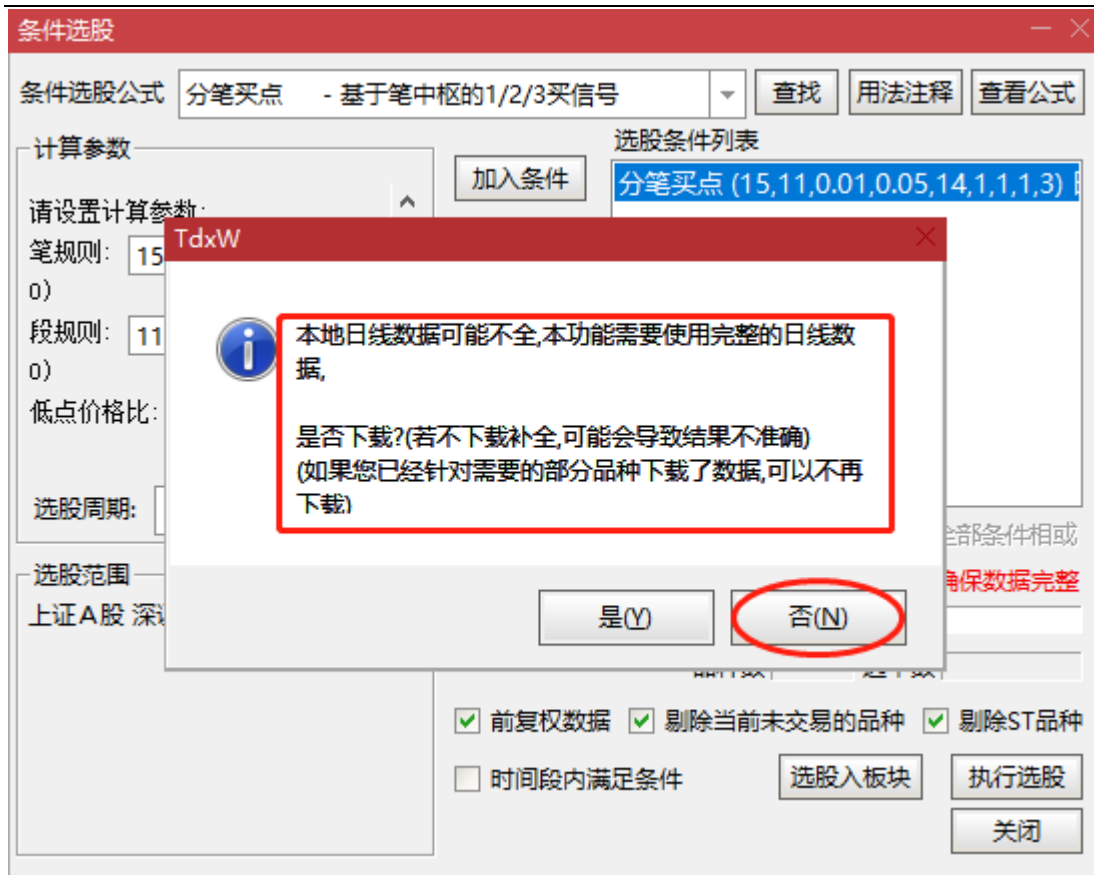 条件选股
条件选股公式 分笔买点 - 基于笔中枢的1/2/3买信号 查找 用法注释 查看公式
计算参数
选股条件列表
加入条件
分笔买点 (15,11,0.01,0.05,14,1,1,1,3)
请设置计算参数:
笔规则: 15
0)
段规则: 11
0)
低点价格比:
选股周期:
TdxW
本地日线数据可能不全,本功能需要使用完整的日线数
据,
是否下载?(若不下载补全,可能会导致结果不准确)
(如果您已经针对需要的部分品种下载了数据,可以不再
下载)
是(Y) 否(N)
全部条件相或
选股范围
确保数据完整
上证A股
前复权数据 剔除当前未交易的品种 剔除ST品种
时间段内满足条件 选股入板块 执行选股
关闭